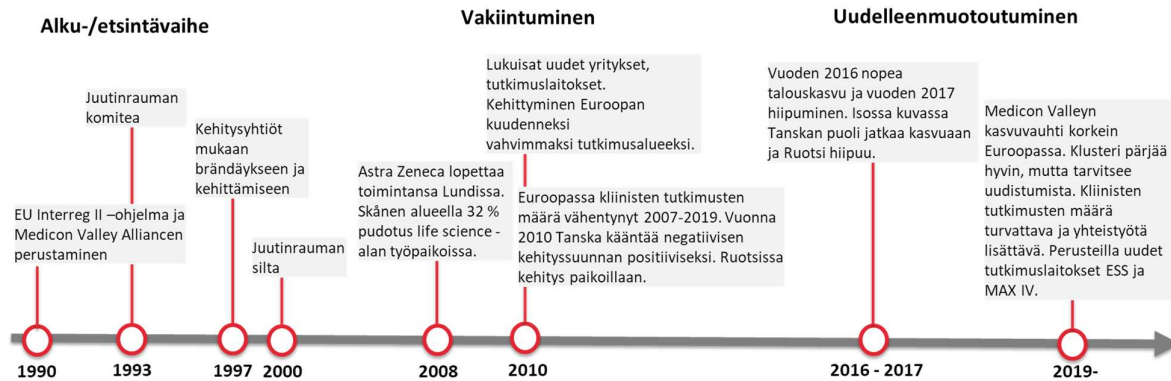 Alku-/etsintävaihe
Vakiintuminen
Uudelleenmuotoutuminen
EU Interreg II –ohjelma ja
Medicon Valley Alliancen
perustaminen
Juutinrauman
komitea
Kehitysyhtiöt
mukaan
brändäykseen ja
kehittämiseen
Juutinrauman
silta
Astra Zeneca lopettaa
toimintansa Lundissa.
Skånen alueella 32 %
pudotus life science -
alan työpaikoissa.
Lukuisat uudet yritykset,
tutkimuslaitokset.
Kehittyminen Euroopan
kuudenneksi
vahvimmaksi tutkimusalueeksi.
Euroopassa kliinisten tutkimusten
määrä vähentynyt 2007-2019. Vuonna
2010 Tanska kääntää negatiivisen
kehityssuunnan positiiviseksi. Ruotsissa
kehitys paikoillaan.
Vuoden 2016 nopea
talouskasvu ja vuoden 2017
hiipuminen. Isossa kuvassa
Tanskan puoli jatkaa kasvuaan
ja Ruotsi hiipuu.
Medicon Valleyn
kasvuvauhti korkein
Euroopassa. Klusteri pärjää
hyvin, mutta tarvitsee
uudistumista. Kliinisten
tutkimusten määrä
turvattava ja yhteistyötä
lisättävä. Perusteilla uudet
tutkimuslaitokset ESS ja
MAX IV.
1990
1993
1997
2000
2008
2010
2016 - 2017
2019-